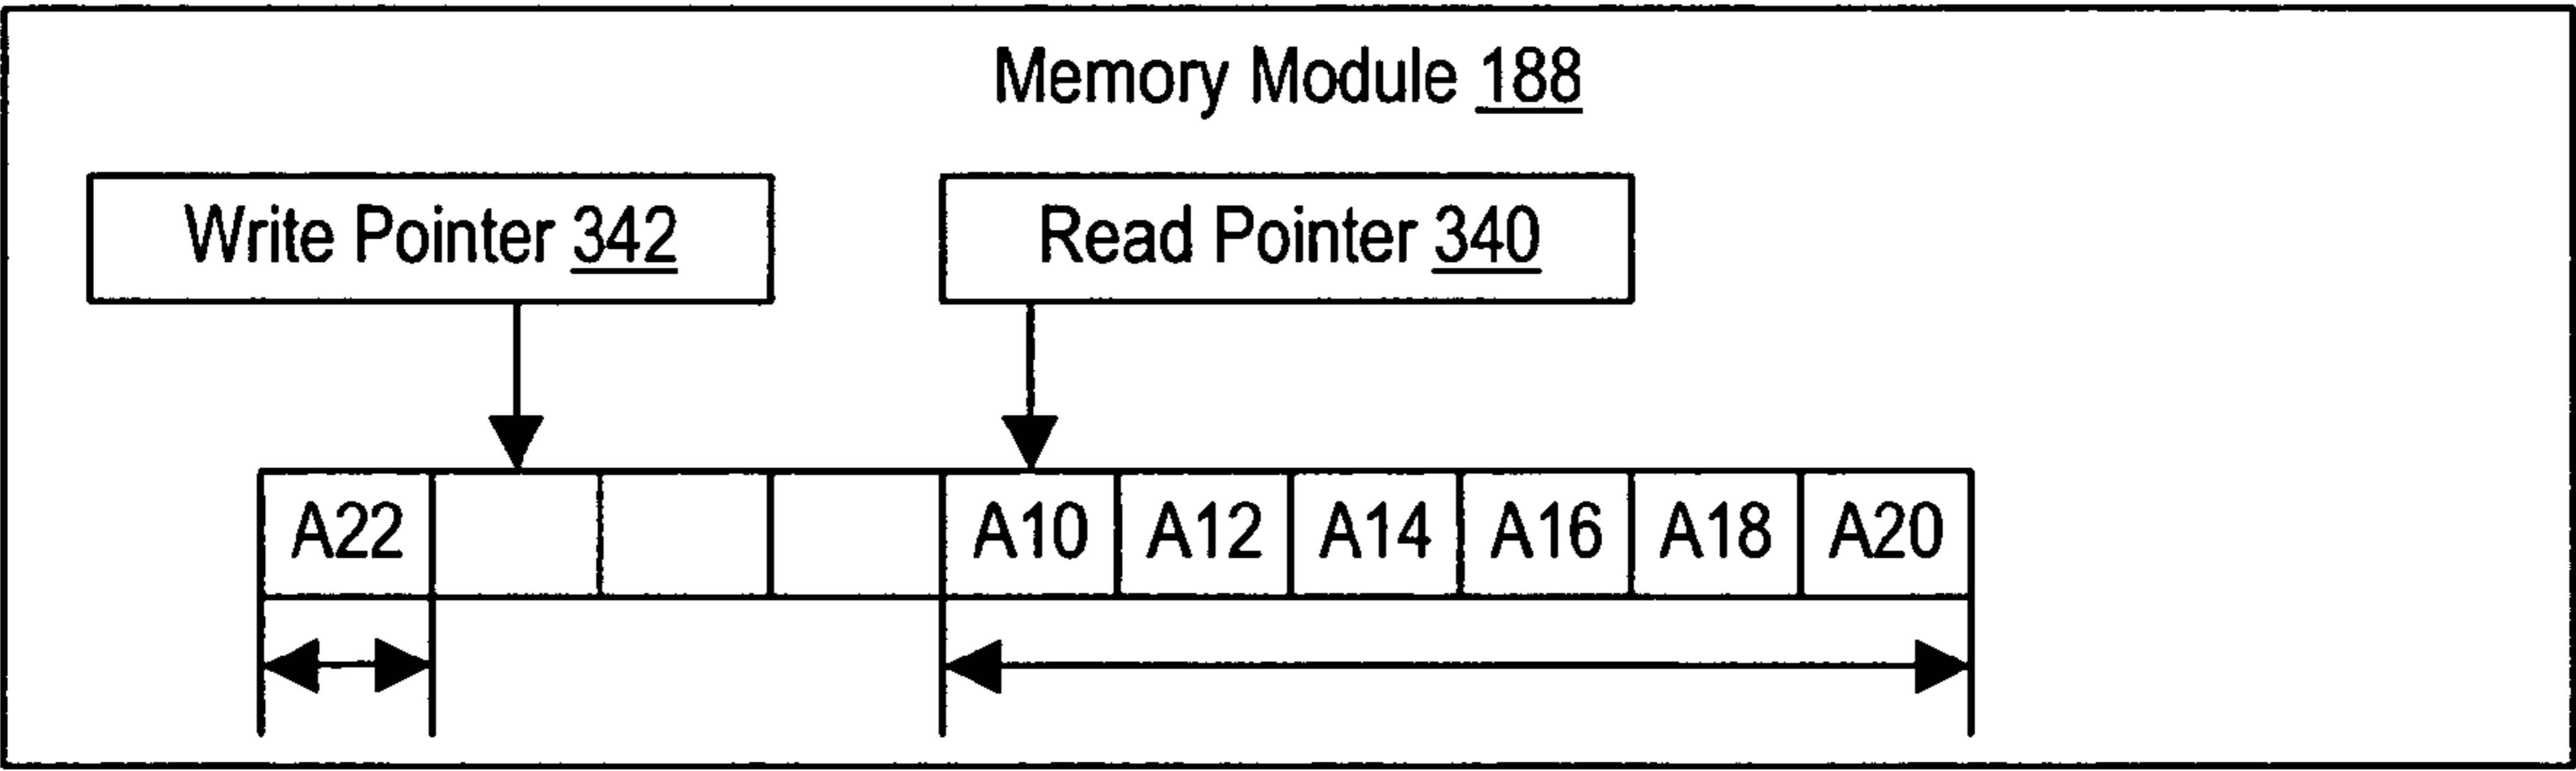 Memory Module 188
Write Pointer 342 Read Pointer 340
A22 A10 A12 A14 A16 A18 A20